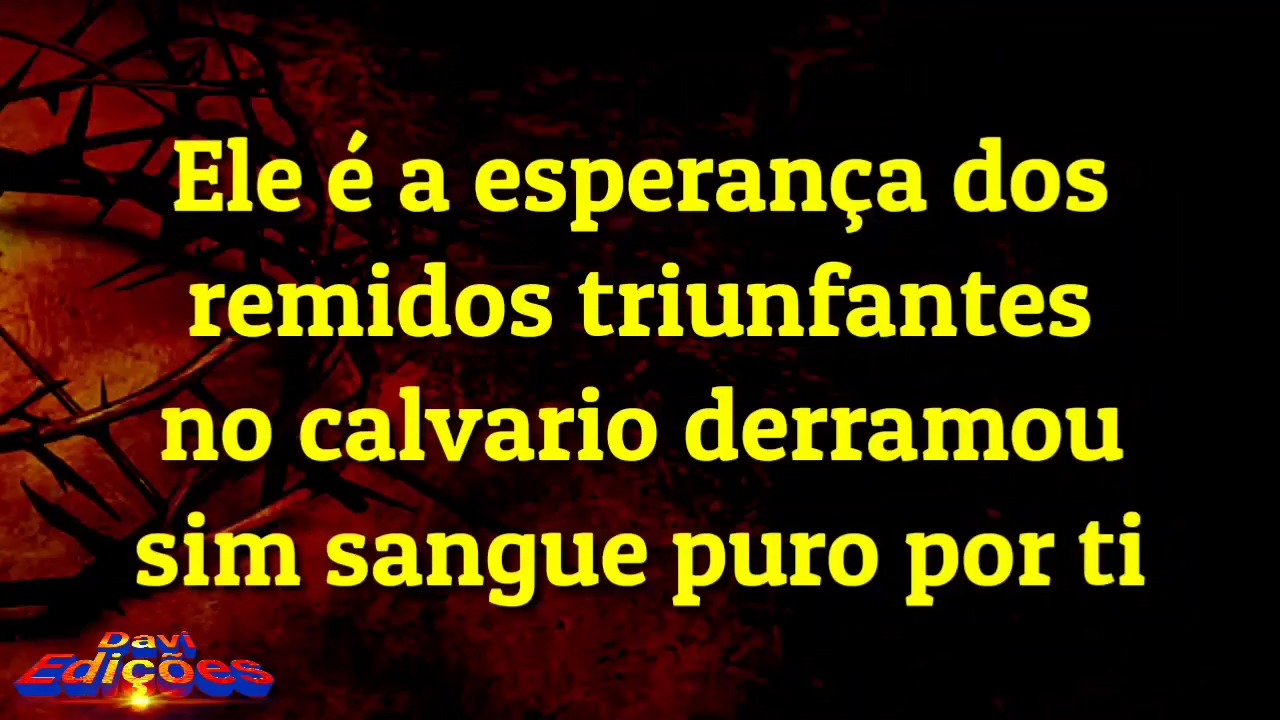 Ele é a esperança dos
remidos triunfantes
no calvario derramou
sim sangue puro por ti
Davi
Edições